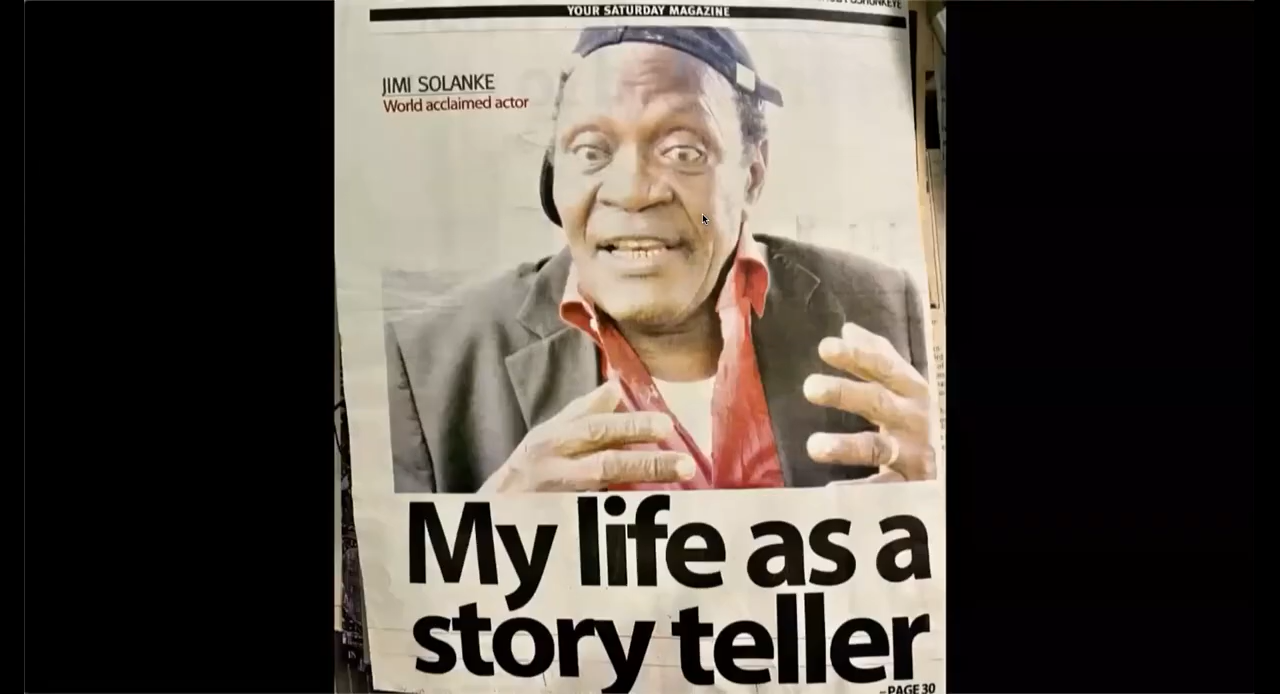 YOUR SATURDAY MAGAZINE
JIMI SOLANKE
World acclaimed actor
My life as a
story teller
– PAGE 30